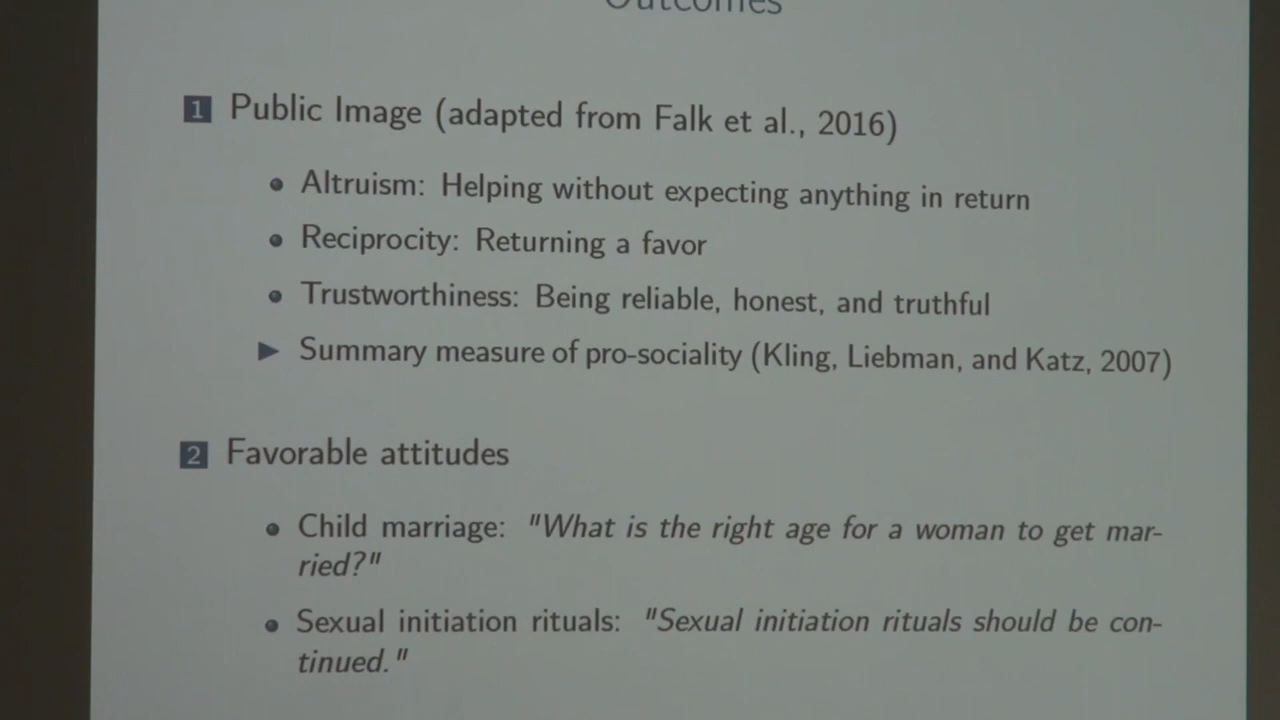 Outcomes
1 Public Image (adapted from Falk et al., 2016)
• Altruism: Helping without expecting anything in return
• Reciprocity: Returning a favor
• Trustworthiness: Being reliable, honest, and truthful
▶ Summary measure of pro-sociality (Kling, Liebman, and Katz, 2007)
2 Favorable attitudes
• Child marriage: "What is the right age for a woman to get mar-
ried?"
• Sexual initiation rituals: "Sexual initiation rituals should be con-
tinued."